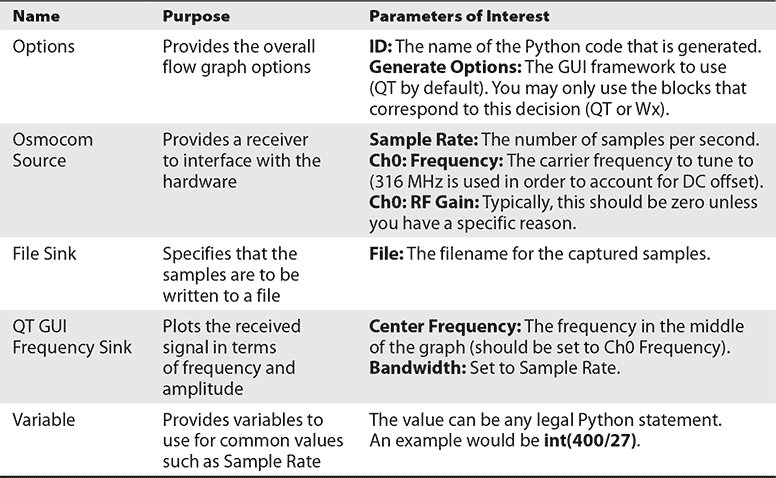 Name Purpose Parameters of Interest
Options Provides the overall flow graph options ID: The name of the Python code that is generated.
Generate Options: The GUI framework to use
(QT by default). You may only use the blocks that
correspond to this decision (QT or Wx).
Osmocom Source Provides a receiver to interface with the hardware Sample Rate: The number of samples per second.
Ch0: Frequency: The carrier frequency to tune to
(316 MHz is used in order to account for DC offset).
Ch0: RF Gain: Typically, this should be zero unless
you have a specific reason.
File Sink Specifies that the samples are to be written to a file File: The filename for the captured samples.
QT GUI Frequency Sink Plots the received signal in terms of frequency and amplitude Center Frequency: The frequency in the middle
of the graph (should be set to Ch0 Frequency).
Bandwidth: Set to Sample Rate.
Variable Provides variables to use for common values such as Sample Rate The value can be any legal Python statement.
An example would be int(400/27).